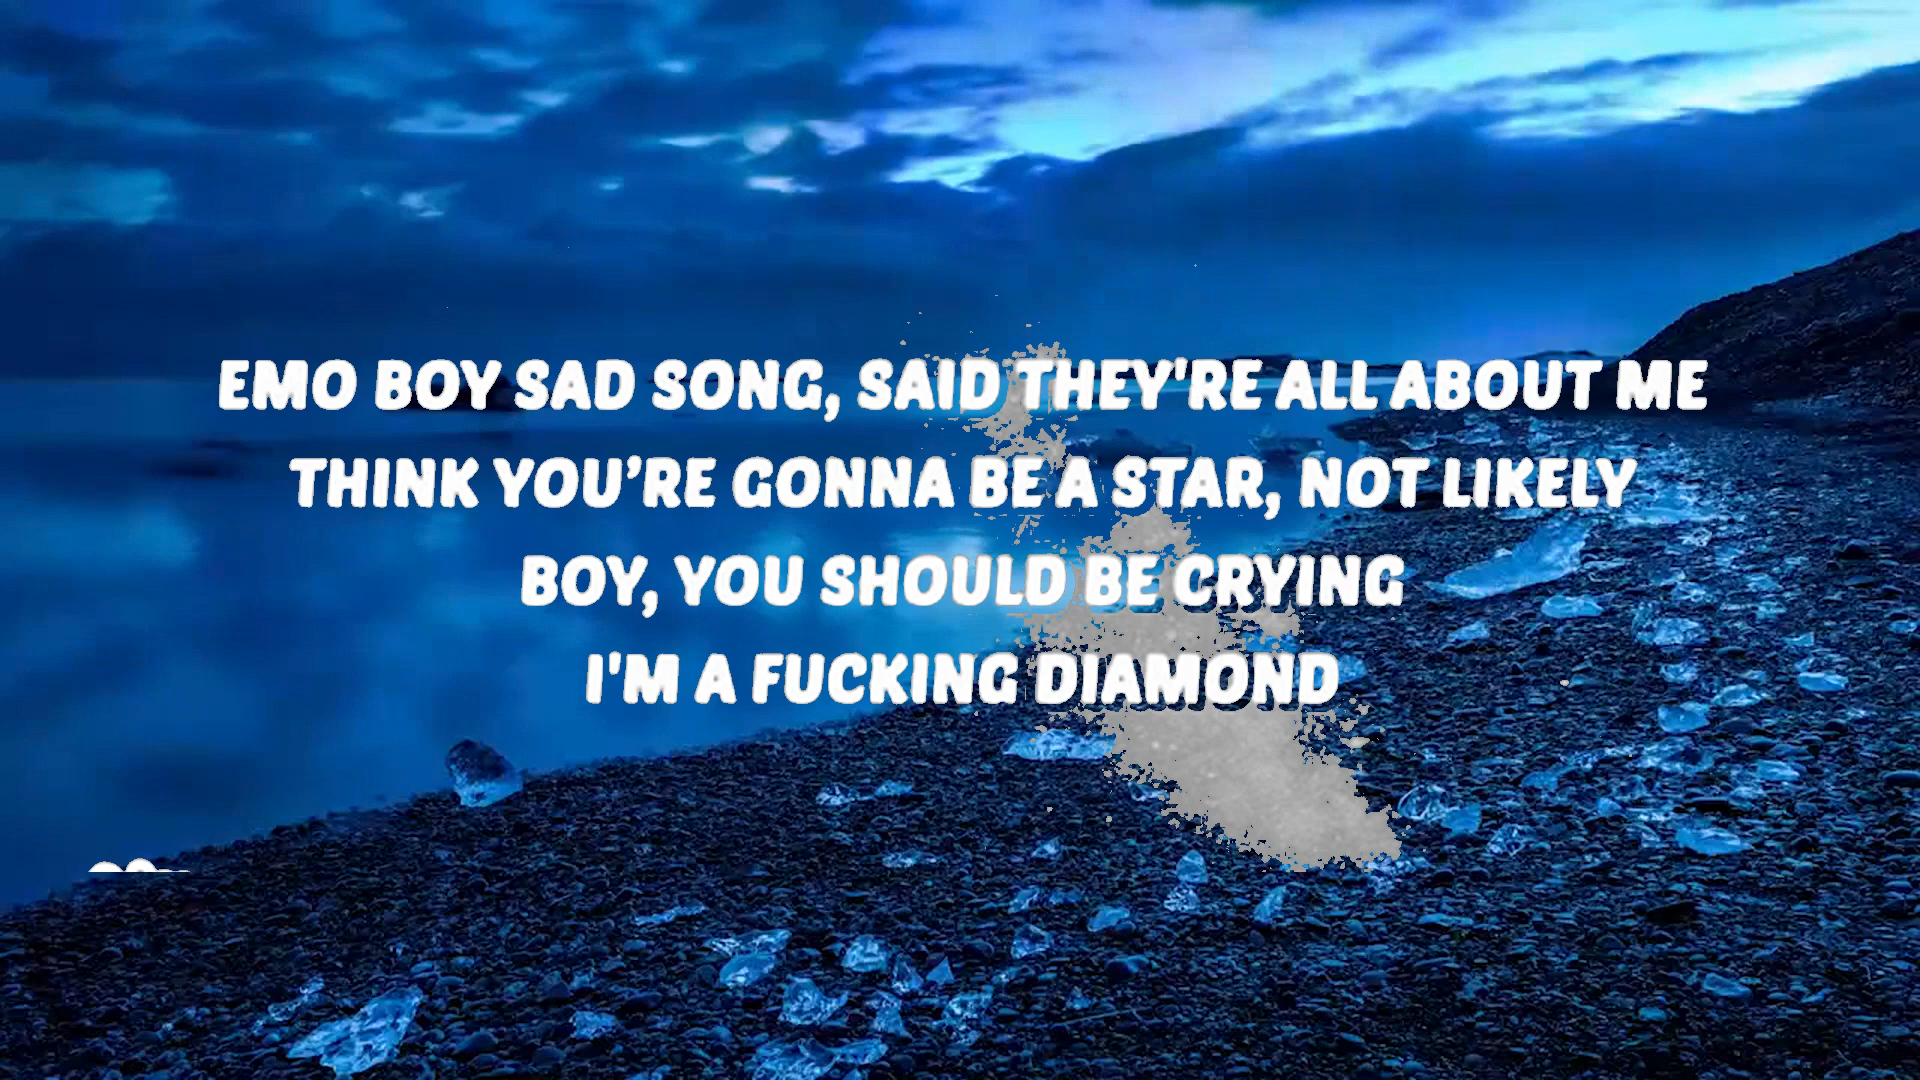 EMO BOY SAD SONG, SAID THEY'RE ALL ABOUT ME
THINK YOU’RE GONNA BE A STAR, NOT LIKELY
BOY, YOU SHOULD BE CRYING
I'M A FUCKING DIAMOND